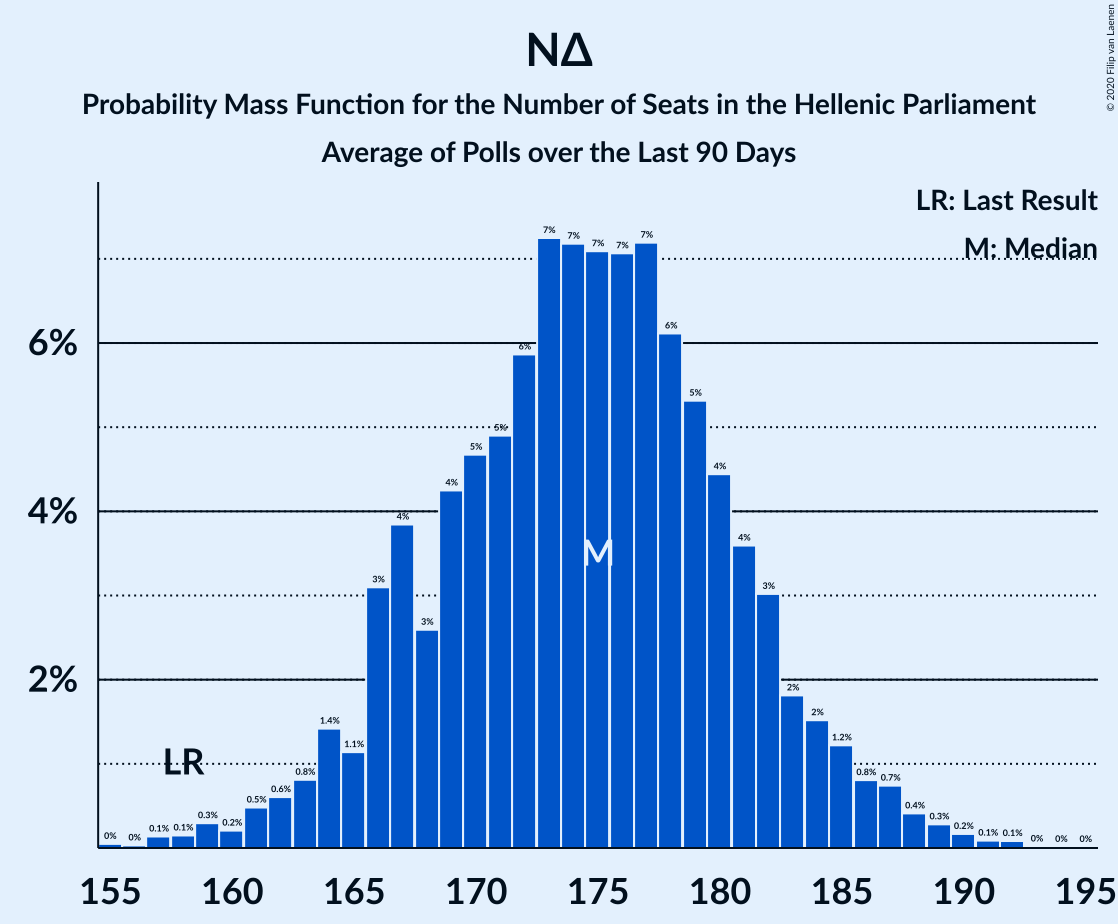 ΝΔ
Probability Mass Function for the Number of Seats in the Hellenic Parliament
Average of Polls over the Last 90 Days
© 2020 Filip van Laenen
LR: Last Result
M: Median
6%
4%
2%
0% 0% 0.1% 0.1% 0.3% 0.2% 0.5% 0.6% 0.8% 1.4% 1.1% 3% 4% 3% 4% 5% 5% 6% 7% 7% 7% 7% 7% 6% 5% 4% 4% 3% 2% 2% 1.2% 0.8% 0.7% 0.4% 0.3% 0.2% 0.1% 0.1% 0% 0% 0%
M
LR
155 160 165 170 175 180 185 190 195